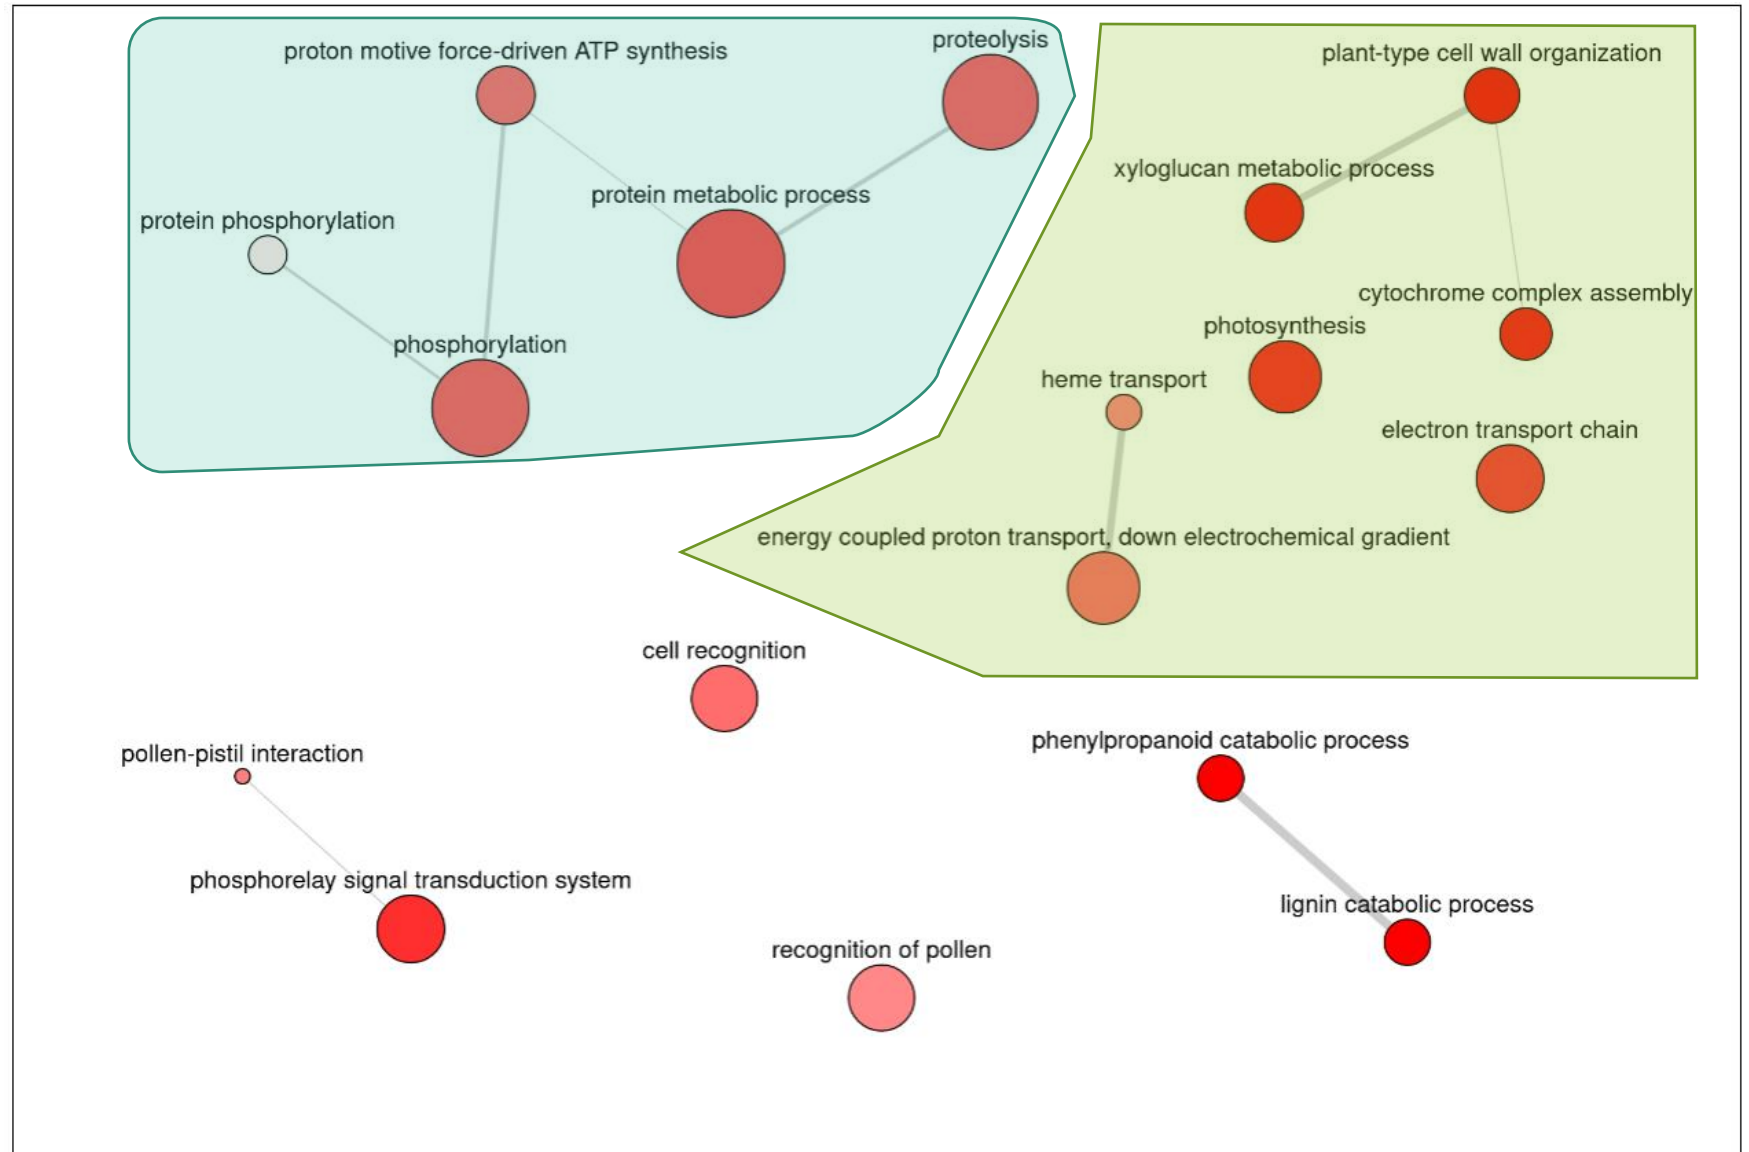 proton motive force-driven ATP synthesis
proteolysis
plant-type cell wall organization
xyloglucan metabolic process
protein metabolic process
protein phosphorylation
cytochrome complex assembly
photosynthesis
phosphorylation
heme transport
electron transport chain
energy coupled proton transport, down electrochemical gradient
cell recognition
phenylpropanoid catabolic process
pollen-pistil interaction
phosphorelay signal transduction system
lignin catabolic process
recognition of pollen